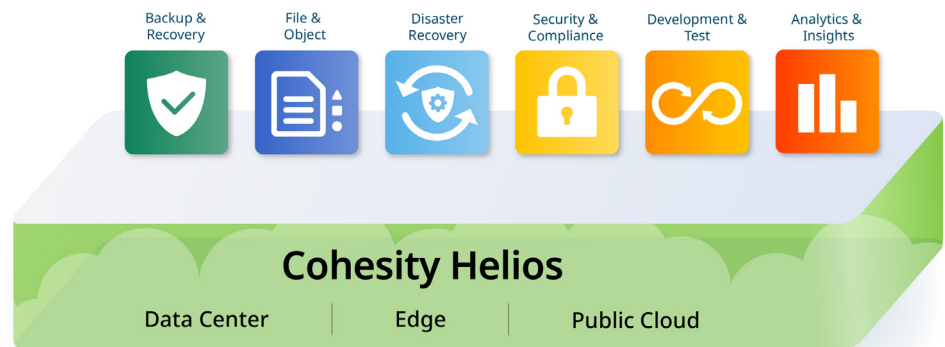 Backup &
Recovery
File &
Object
Disaster
Recovery
Security &
Compliance
Development &
Test
Analytics &
Insights
Cohesity Helios
Data Center
Edge
Public Cloud